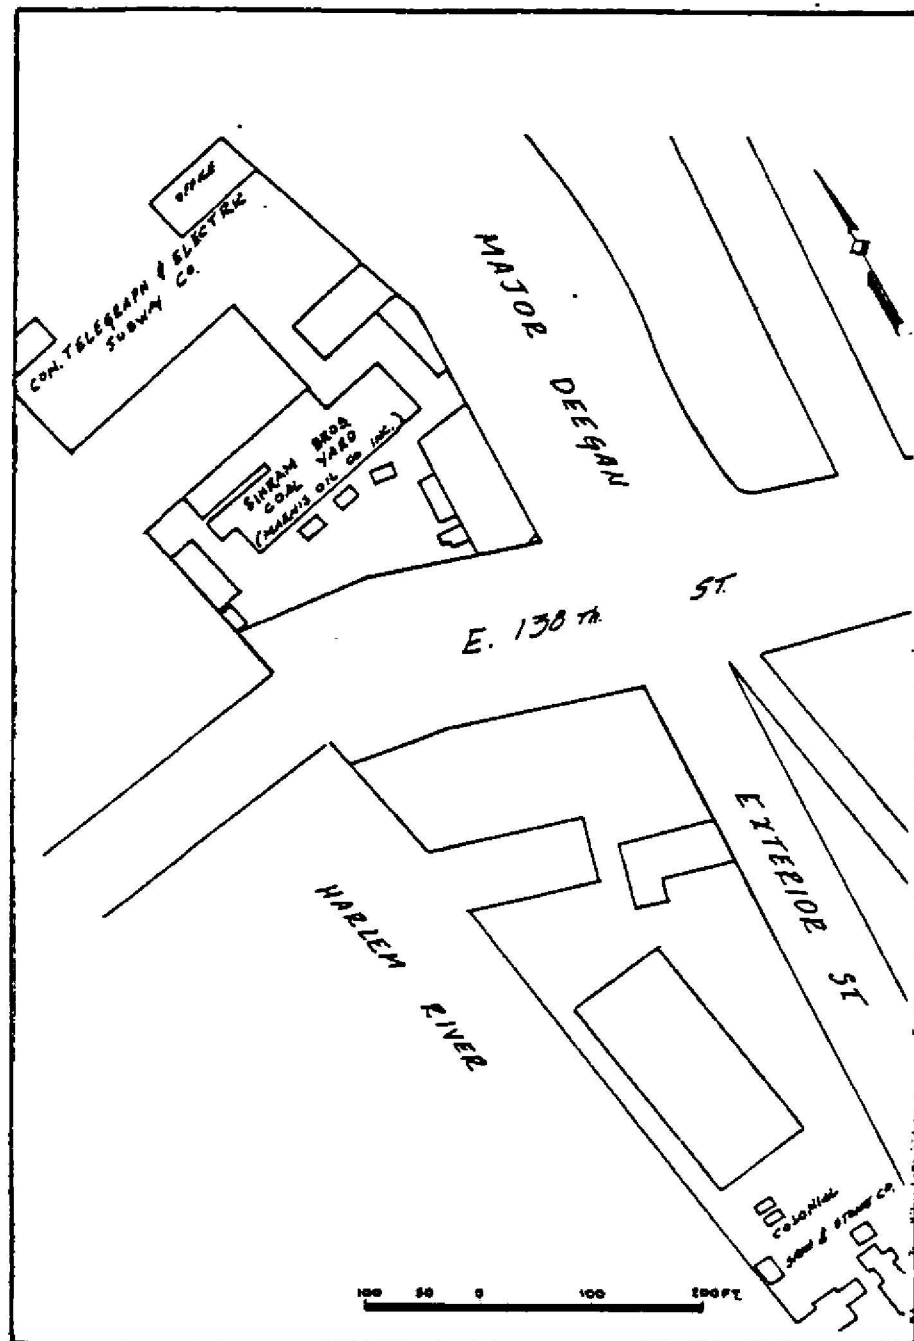 OFFICE
CON. TELEGRAPH & ELECTRIC
SUBWAY CO.
MAJOR DEEGAN
SINRAM BROS.
COAL YARD
(MARNIS OIL CO INC.)
E. 138 TH. ST.
EXTERIOR ST
HARLEM RIVER
COLONIAL
SAND & STONE CO.
100 50 0 100 200 FT.